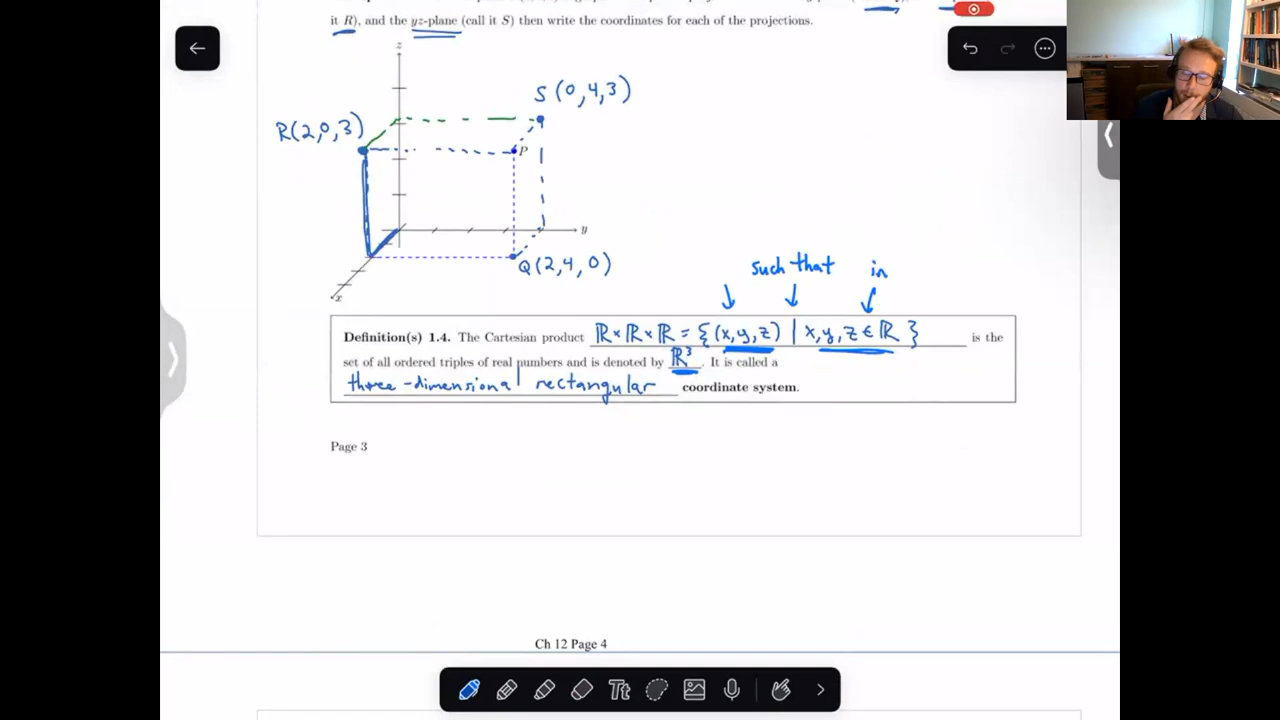 it R), and the yz-plane (call it S) then write the coordinates for each of the projections.
z
S (0,4,3)
R(2,0,3)
P
y
Q(2,4,0)
x
such that in
Definition(s) 1.4. The Cartesian product ℝ×ℝ×ℝ = {(x,y,z) | x,y,z ∈ ℝ} is the
set of all ordered triples of real numbers and is denoted by ℝ³. It is called a
three-dimensional rectangular coordinate system.
Page 3
Ch 12 Page 4
Tt